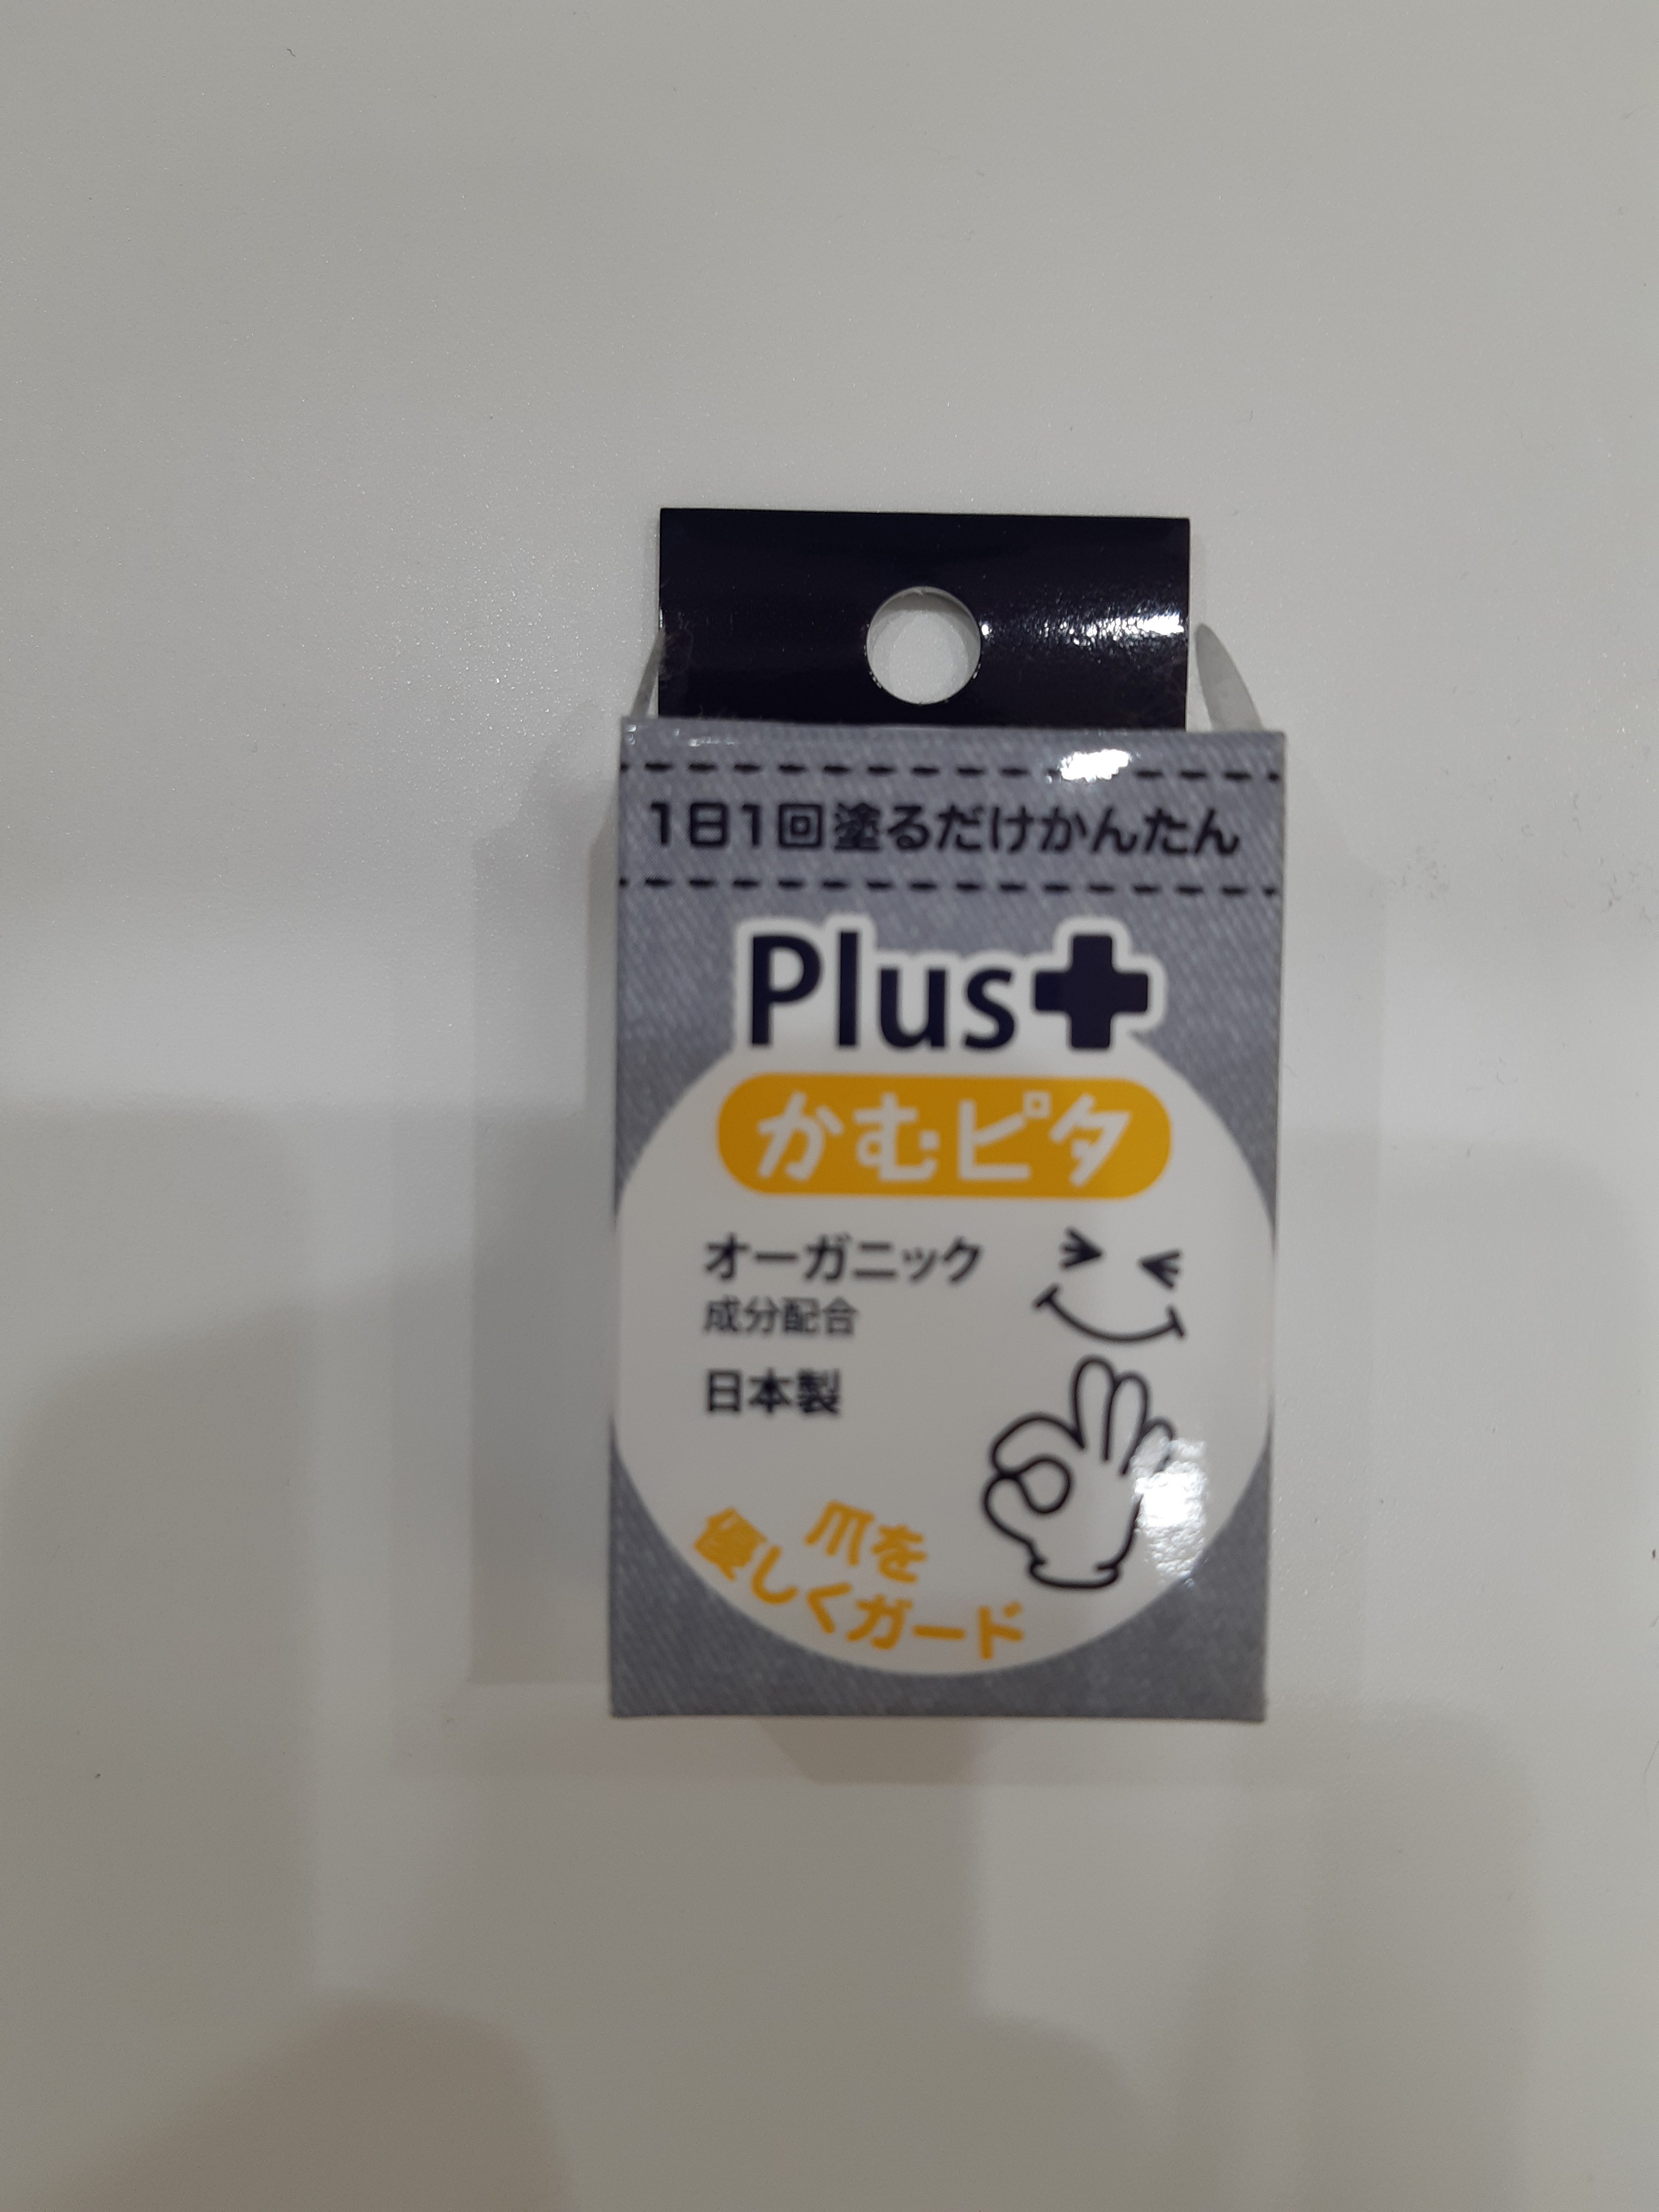 1日1回塗るだけかんたん
Plus+
かむピタ
オーガニック
成分配合
日本製
爪を
優しくガード